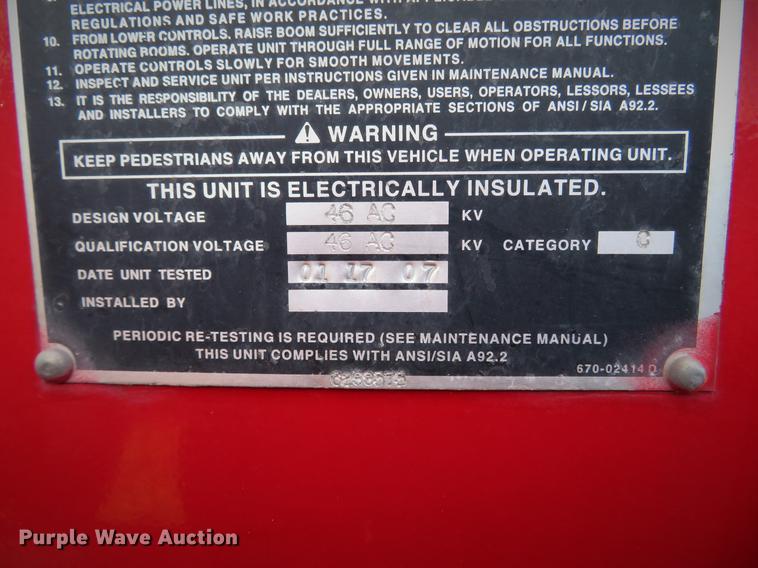 ELECTRICAL POWER LINES, IN ACCORDANCE WITH
REGULATIONS AND SAFE WORK PRACTICES.
10. FROM LOWER CONTROLS, RAISE BOOM SUFFICIENTLY TO CLEAR ALL OBSTRUCTIONS BEFORE
ROTATING ROOMS. OPERATE UNIT THROUGH FULL RANGE OF MOTION FOR ALL FUNCTIONS.
11. OPERATE CONTROLS SLOWLY FOR SMOOTH MOVEMENTS.
12. INSPECT AND SERVICE UNIT PER INSTRUCTIONS GIVEN IN MAINTENANCE MANUAL.
13. IT IS THE RESPONSIBILITY OF THE DEALERS, OWNERS, USERS, OPERATORS, LESSORS, LESSEES
AND INSTALLERS TO COMPLY WITH THE APPROPRIATE SECTIONS OF ANSI/SIA A92.2.
WARNING
KEEP PEDESTRIANS AWAY FROM THIS VEHICLE WHEN OPERATING UNIT.
THIS UNIT IS ELECTRICALLY INSULATED.
DESIGN VOLTAGE 46 AC KV
QUALIFICATION VOLTAGE 46 AC KV CATEGORY C
DATE UNIT TESTED 01 17 07
INSTALLED BY
PERIODIC RE-TESTING IS REQUIRED (SEE MAINTENANCE MANUAL)
THIS UNIT COMPLIES WITH ANSI/SIA A92.2
670-02414 D
Purple Wave Auction